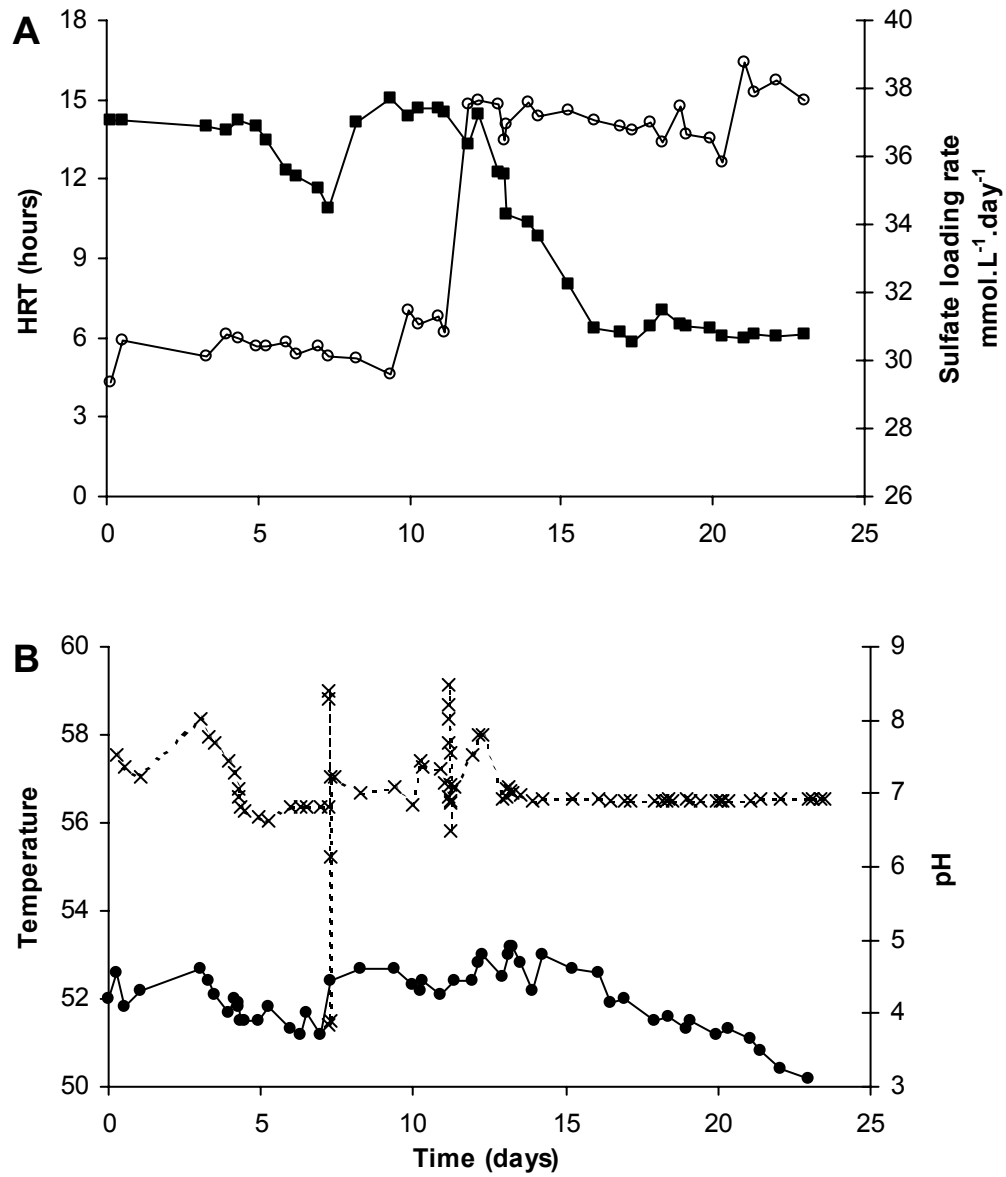 A
18
15
12
9
6
3
0
HRT (hours)
40
38
36
34
32
30
28
26
Sulfate loading rate
mmol.L⁻¹.day⁻¹
0 5 10 15 20 25
B
60
58
56
54
52
50
Temperature
9
8
7
6
5
4
3
pH
0 5 10 15 20 25
Time (days)